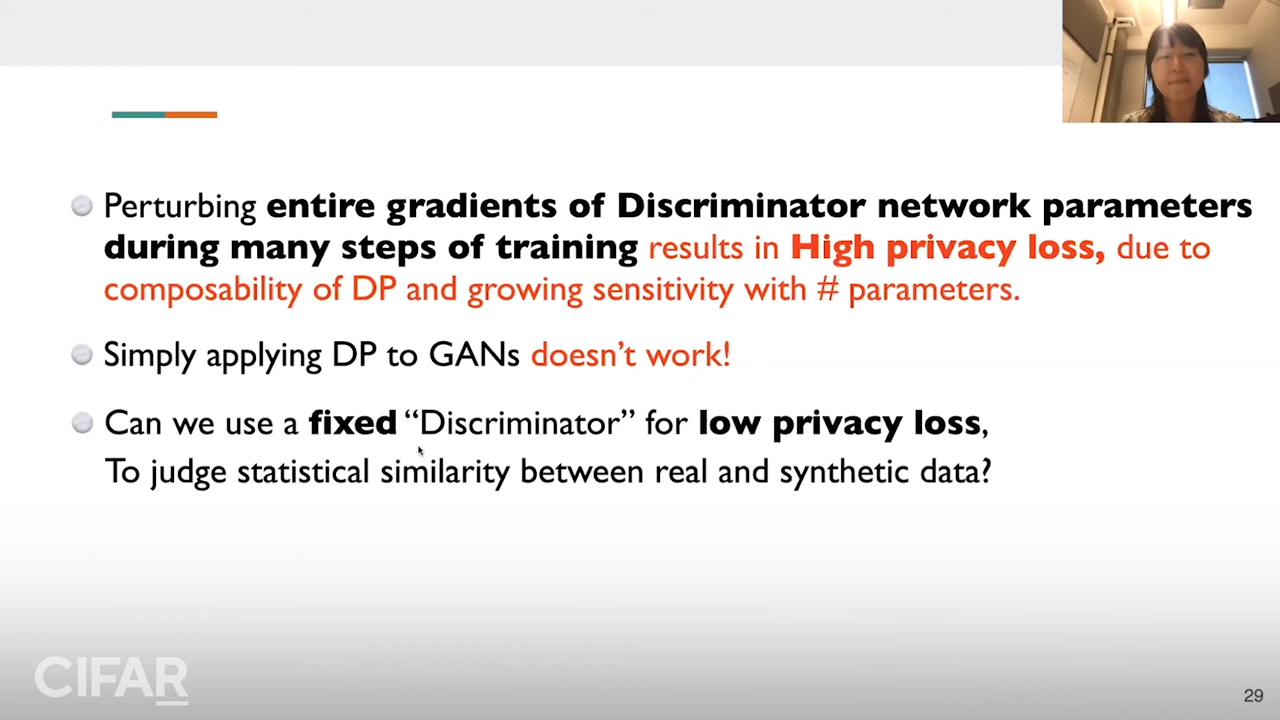 Perturbing entire gradients of Discriminator network parameters
during many steps of training results in High privacy loss, due to
composability of DP and growing sensitivity with # parameters.
Simply applying DP to GANs doesn’t work!
Can we use a fixed “Discriminator” for low privacy loss,
To judge statistical similarity between real and synthetic data?
CIFAR
29